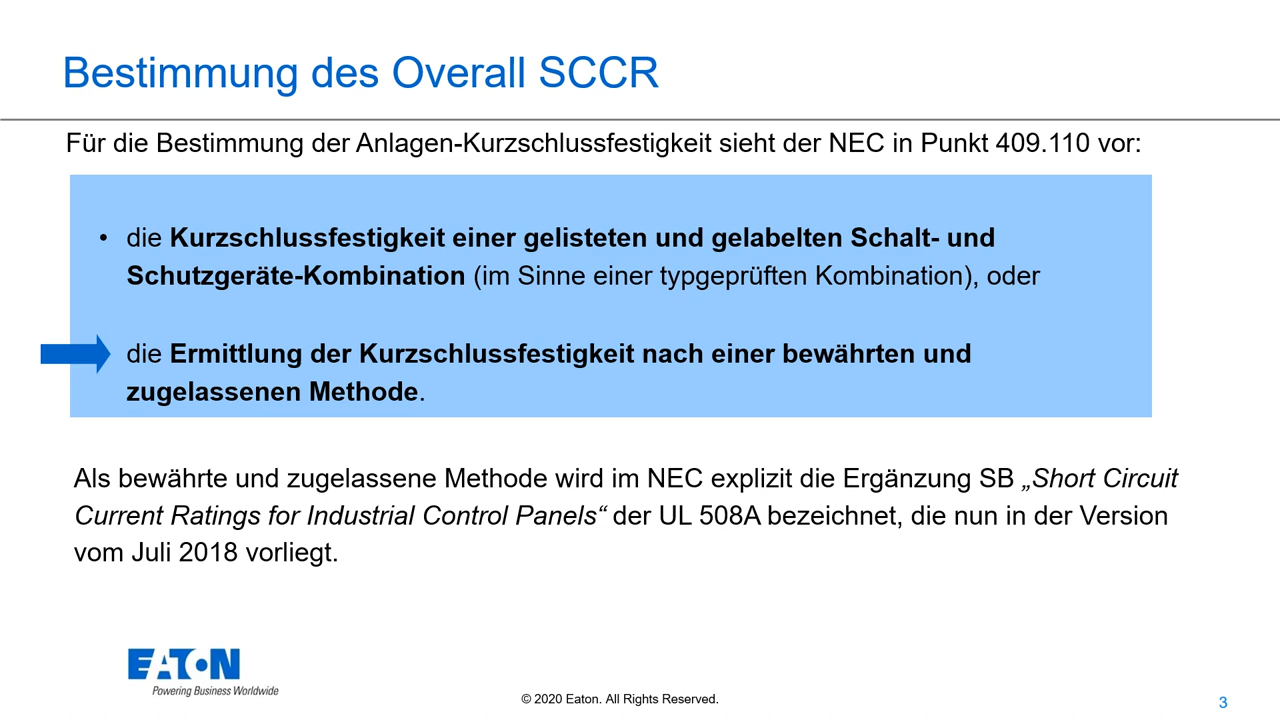 Bestimmung des Overall SCCR
Für die Bestimmung der Anlagen-Kurzschlussfestigkeit sieht der NEC in Punkt 409.110 vor:
• die Kurzschlussfestigkeit einer gelisteten und gelabelten Schalt- und
Schutzgeräte-Kombination (im Sinne einer typgeprüften Kombination), oder
die Ermittlung der Kurzschlussfestigkeit nach einer bewährten und
zugelassenen Methode.
Als bewährte und zugelassene Methode wird im NEC explizit die Ergänzung SB „Short Circuit
Current Ratings for Industrial Control Panels“ der UL 508A bezeichnet, die nun in der Version
vom Juli 2018 vorliegt.
EATON
Powering Business Worldwide
© 2020 Eaton. All Rights Reserved.
3